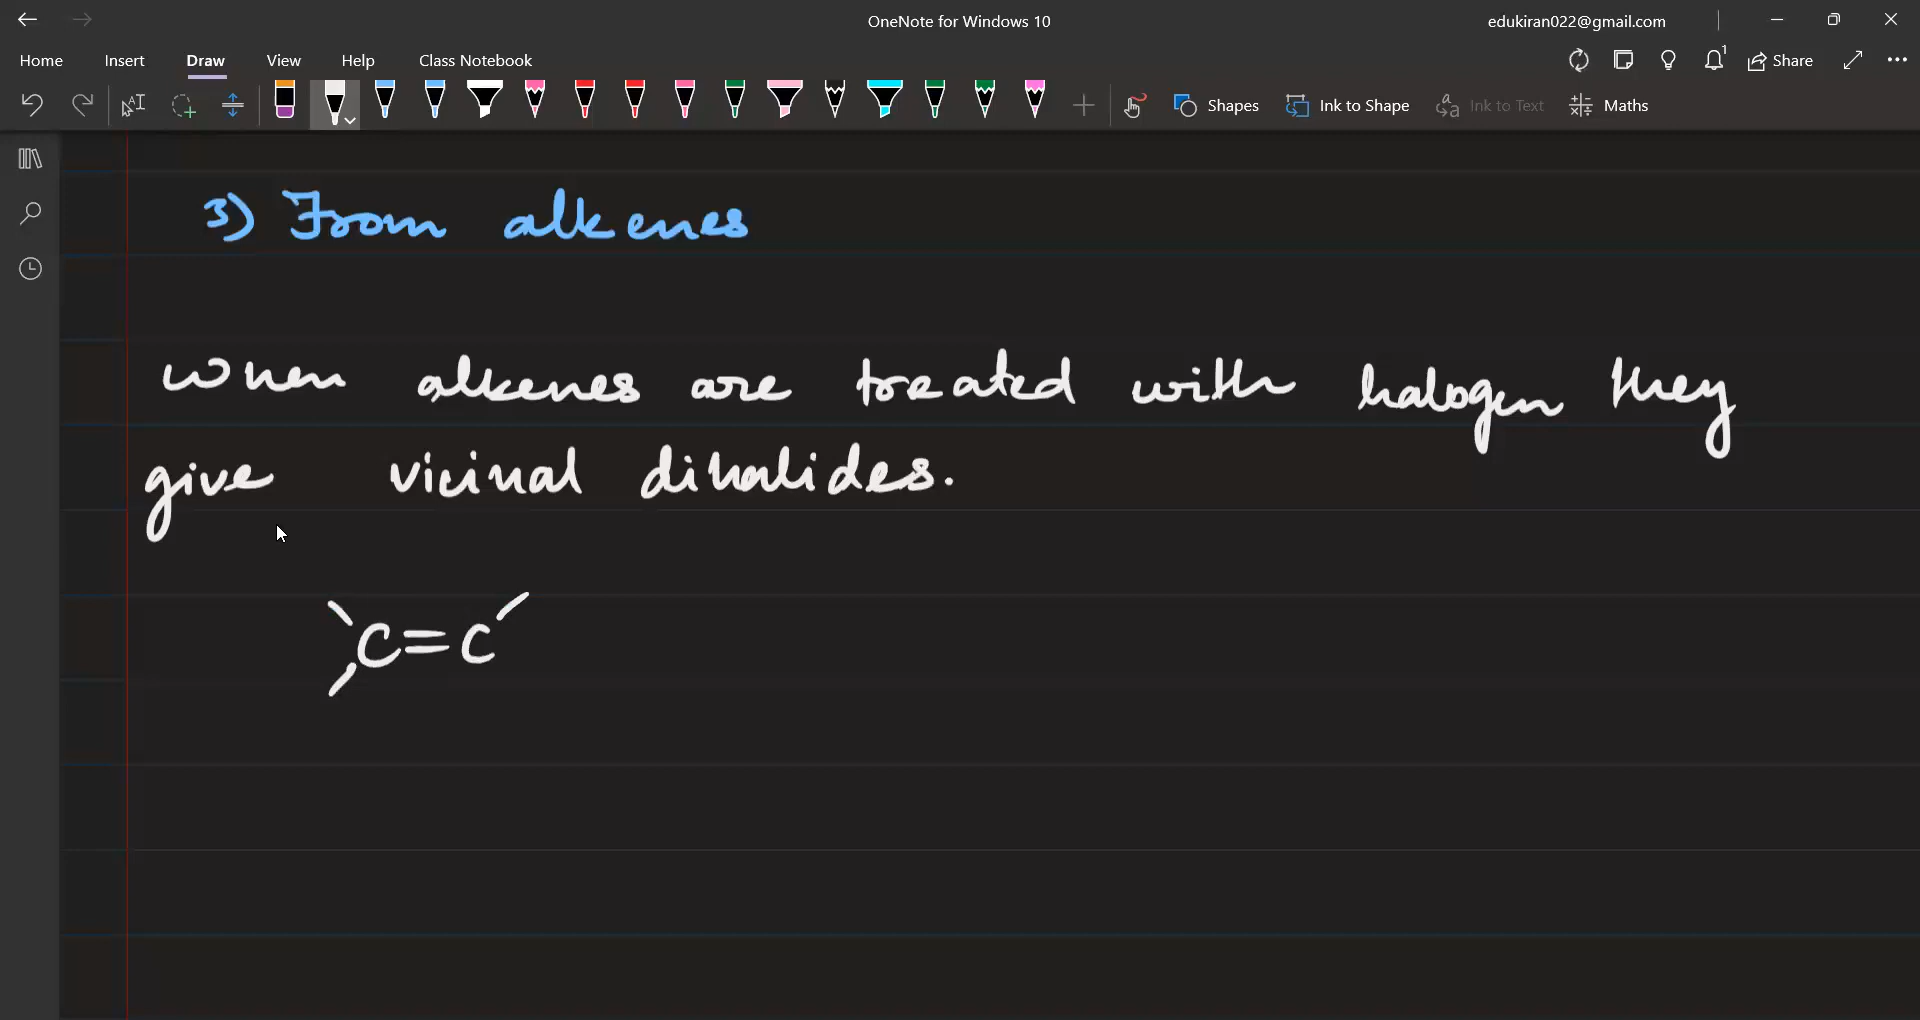 OneNote for Windows 10
edukiran022@gmail.com
Home Insert Draw View Help Class Notebook
1
Share
Shapes Ink to Shape Ink to Text Maths
3) From alkenes
When alkenes are treated with halogen they
give vicinal dihalides.
C=C